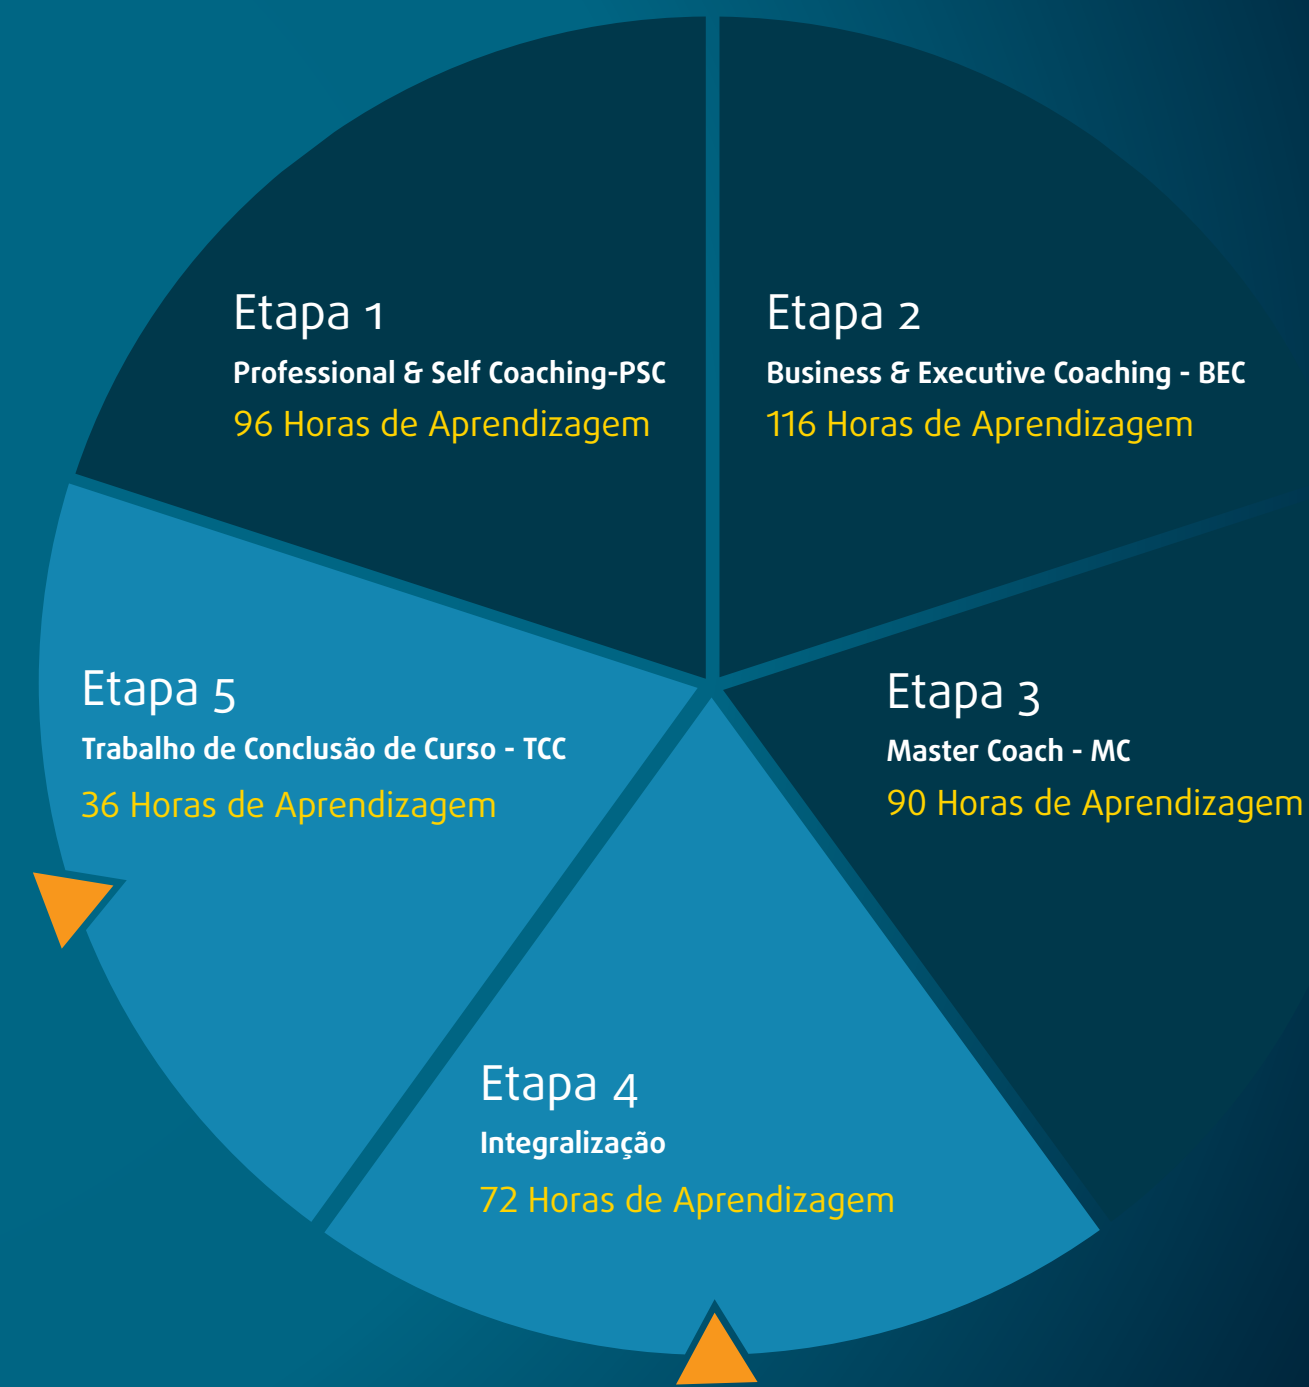 Etapa 1
Professional & Self Coaching-PSC
96 Horas de Aprendizagem
Etapa 2
Business & Executive Coaching - BEC
116 Horas de Aprendizagem
Etapa 3
Master Coach - MC
90 Horas de Aprendizagem
Etapa 4
Integralização
72 Horas de Aprendizagem
Etapa 5
Trabalho de Conclusão de Curso - TCC
36 Horas de Aprendizagem